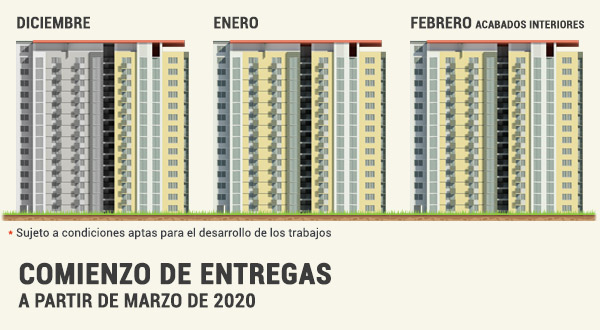 DICIEMBRE
ENERO
FEBRERO ACABADOS INTERIORES
* Sujeto a condiciones aptas para el desarrollo de los trabajos
COMIENZO DE ENTREGAS
A PARTIR DE MARZO DE 2020